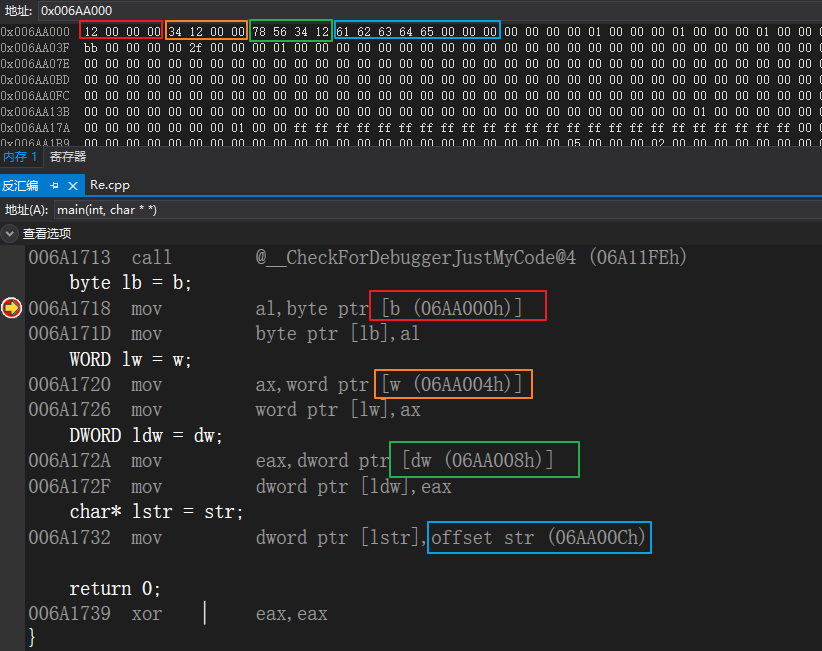 地址: 0x006AA000
0x006AA000 12 00 00 00 34 12 00 00 78 56 34 12 61 62 63 64 65 00 00 00 00 00 00 00 01 00 00 00 01 00 00 00 01 00 00
0x006AA03F bb 00 00 00 00 2f 00 00 00 01 00 00 00 00 00 00 00 00 00 00 00 00 00 00 00 00 00 00 00 00 00 00 00 00 00
0x006AA07E 00 00 00 00 00 00 00 00 00 00 00 00 00 00 00 00 00 00 00 00 00 00 00 00 00 00 00 00 00 00 00 00 00 00 00
0x006AA0BD 00 00 00 00 00 00 00 00 00 00 00 00 00 00 00 00 00 00 00 00 00 00 00 00 00 00 00 00 00 00 00 00 00 00 00
0x006AA0FC 00 00 00 00 00 00 00 00 00 00 00 00 00 00 00 00 00 00 00 00 00 00 00 00 00 00 00 00 00 00 00 00 00 00 00
0x006AA13B 00 00 00 00 00 00 00 00 00 00 00 00 00 00 00 00 00 00 00 00 00 00 00 00 00 00 00 00 00 01 00 00 00 00 00
0x006AA17A 00 00 00 00 00 00 00 01 00 00 ff ff ff ff ff ff ff ff ff ff ff ff ff ff ff ff ff ff ff ff ff ff ff ff 00
内存 1 寄存器
反汇编 Re.cpp
地址(A): main(int, char * *)
查看选项
006A1713 call @__CheckForDebuggerJustMyCode@4 (06A11FEh)
byte lb = b;
006A1718 mov al,byte ptr [b (06AA000h)]
006A171D mov byte ptr [lb],al
WORD lw = w;
006A1720 mov ax,word ptr [w (06AA004h)]
006A1726 mov word ptr [lw],ax
DWORD ldw = dw;
006A172A mov eax,dword ptr [dw (06AA008h)]
006A172F mov dword ptr [ldw],eax
char* lstr = str;
006A1732 mov dword ptr [lstr],offset str (06AA00Ch)
return 0;
006A1739 xor eax,eax
}